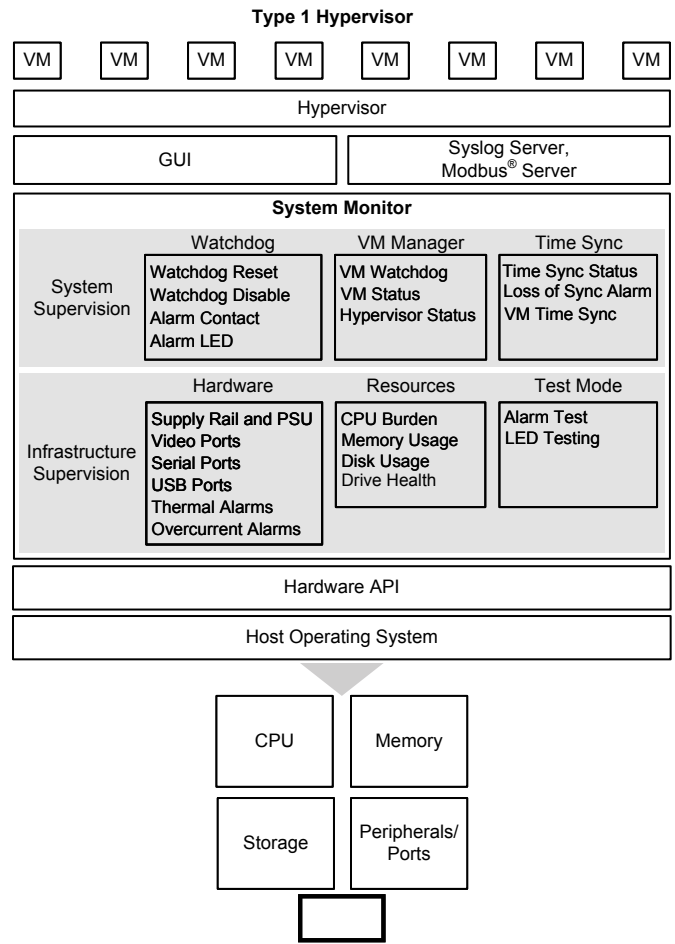 Type 1 Hypervisor
VM VM VM VM VM VM VM VM
Hypervisor
GUI
Syslog Server,
Modbus® Server
System Monitor
System
Supervision
Watchdog
Watchdog Reset
Watchdog Disable
Alarm Contact
Alarm LED
VM Manager
VM Watchdog
VM Status
Hypervisor Status
Time Sync
Time Sync Status
Loss of Sync Alarm
VM Time Sync
Infrastructure
Supervision
Hardware
Supply Rail and PSU
Video Ports
Serial Ports
USB Ports
Thermal Alarms
Overcurrent Alarms
Resources
CPU Burden
Memory Usage
Disk Usage
Drive Health
Test Mode
Alarm Test
LED Testing
Hardware API
Host Operating System
CPU
Memory
Storage
Peripherals/
Ports